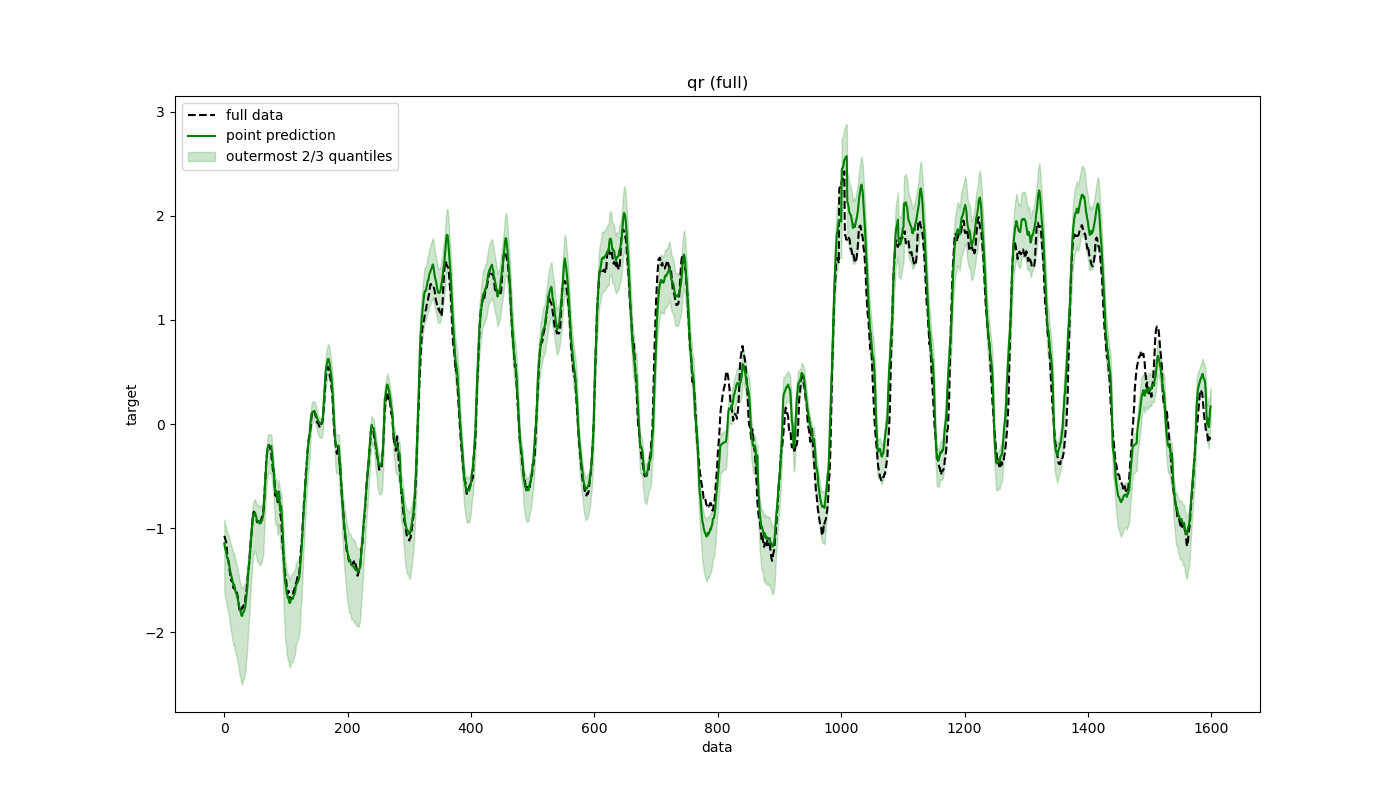 qr (full)
full data
point prediction
outermost 2/3 quantiles
3
2
1
0
−1
−2
target
0 200 400 600 800 1000 1200 1400 1600
data